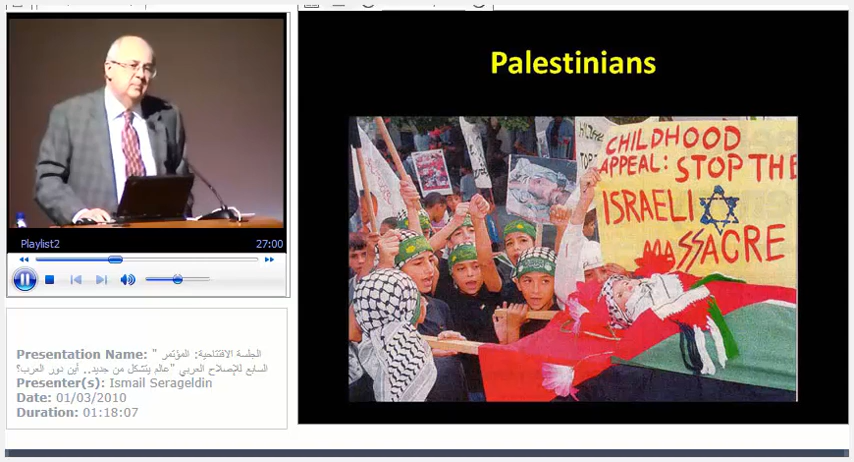 Palestinians
CHILDHOOD
APPEAL: STOP THE
ISRAELI
MASSACRE
Playlist2 27:00
Presentation Name: " الجلسة الافتتاحية: المؤتمر
السابع للإصلاح العربي "عالم يتشكل من جديد.. أين دور العرب؟
Presenter(s): Ismail Serageldin
Date: 01/03/2010
Duration: 01:18:07